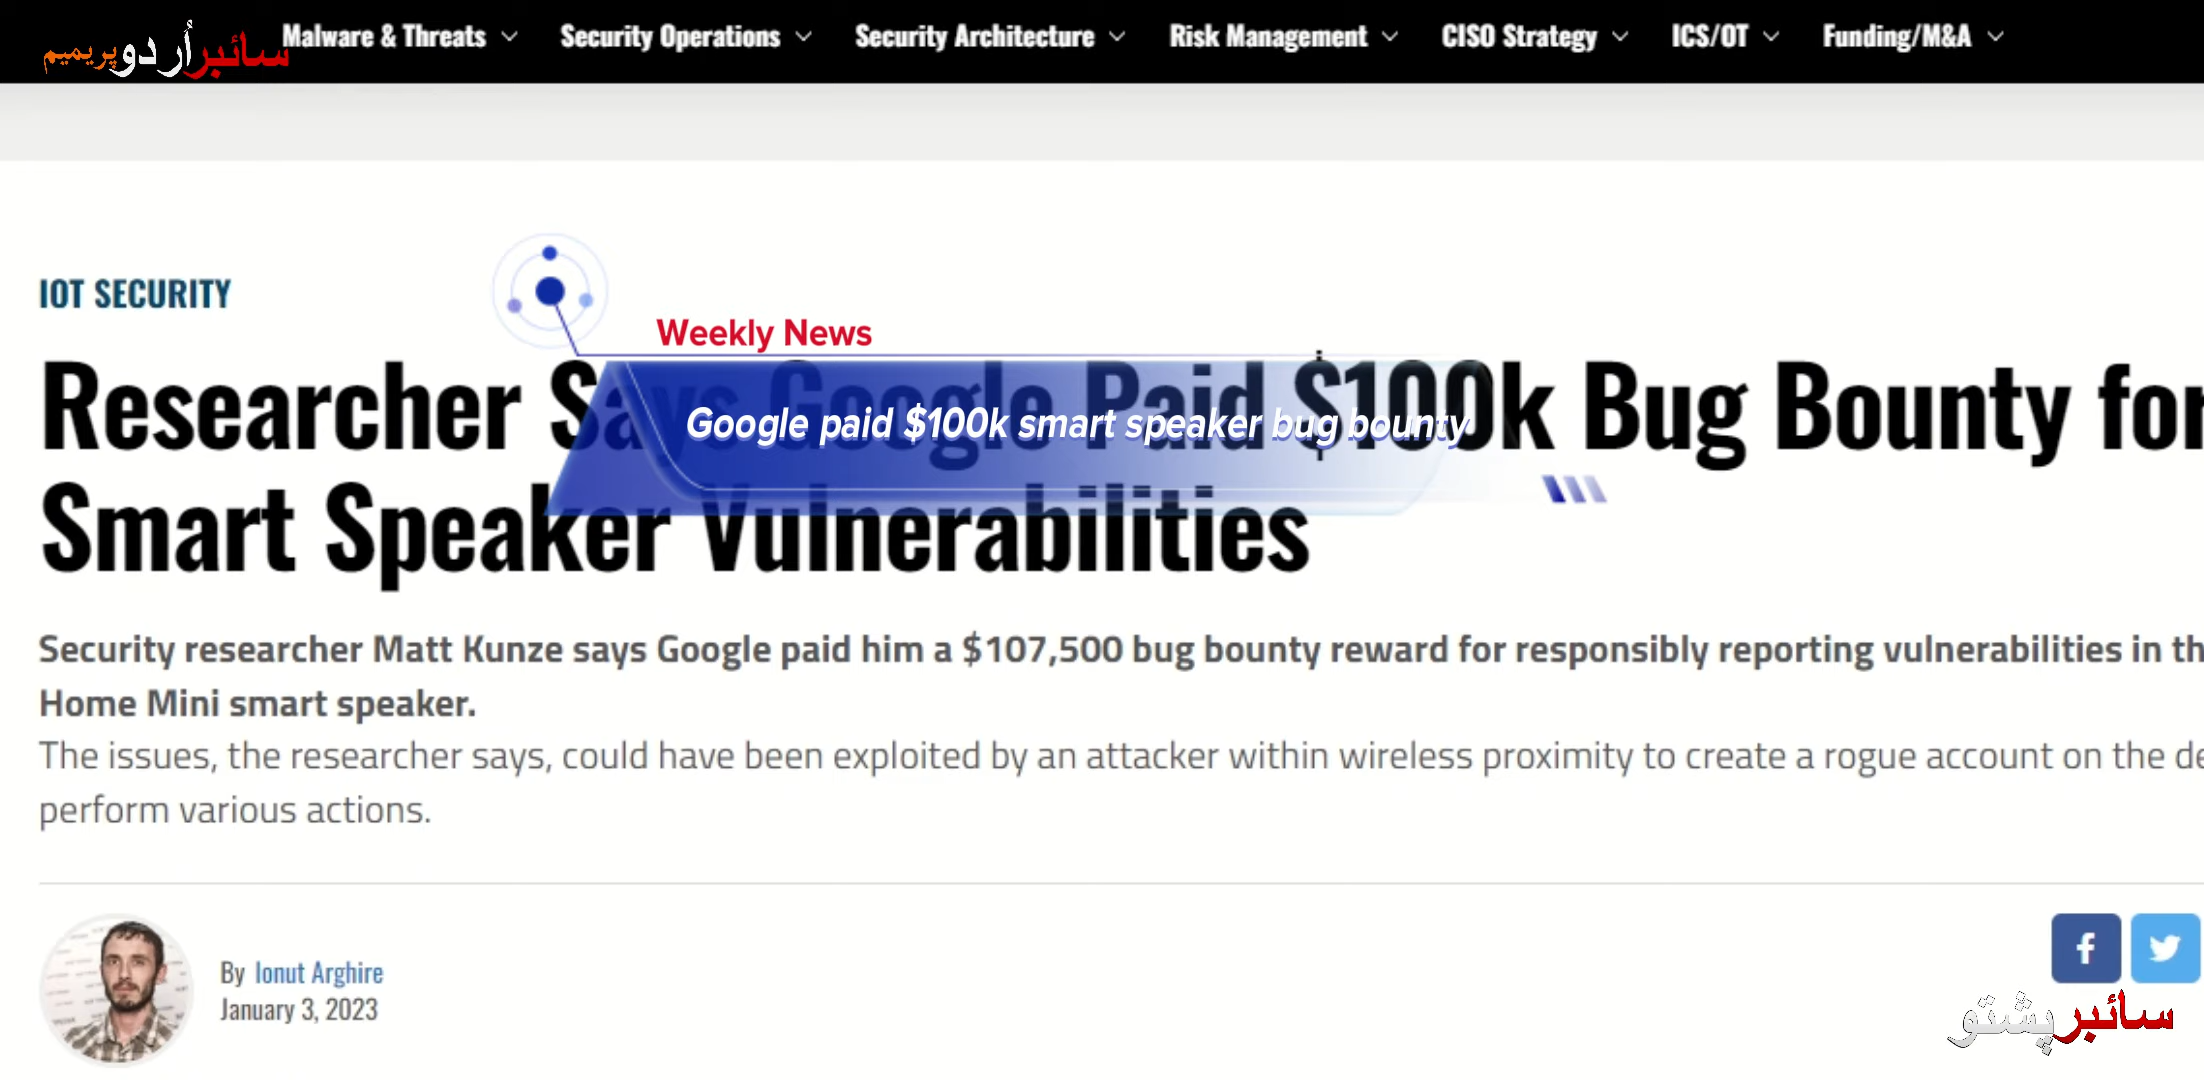 سائبر اُردو پریمیم
Malware & Threats Security Operations Security Architecture Risk Management CISO Strategy ICS/OT Funding/M&A
IOT SECURITY
Weekly News
Google paid $100k smart speaker bug bounty
Researcher Says Google Paid $100k Bug Bounty for
Smart Speaker Vulnerabilities
Security researcher Matt Kunze says Google paid him a $107,500 bug bounty reward for responsibly reporting vulnerabilities in th
Home Mini smart speaker.
The issues, the researcher says, could have been exploited by an attacker within wireless proximity to create a rogue account on the de
perform various actions.
By Ionut Arghire
January 3, 2023
سائبر پشتو